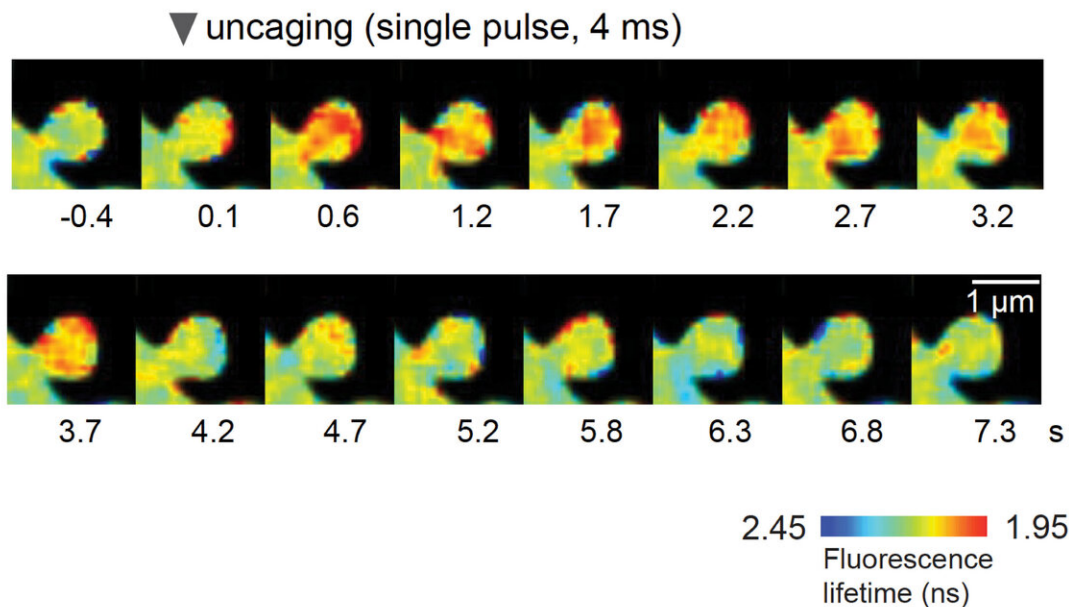 uncaging (single pulse, 4 ms)
-0.4 0.1 0.6 1.2 1.7 2.2 2.7 3.2
1 μm
3.7 4.2 4.7 5.2 5.8 6.3 6.8 7.3 s
2.45 1.95
Fluorescence
lifetime (ns)